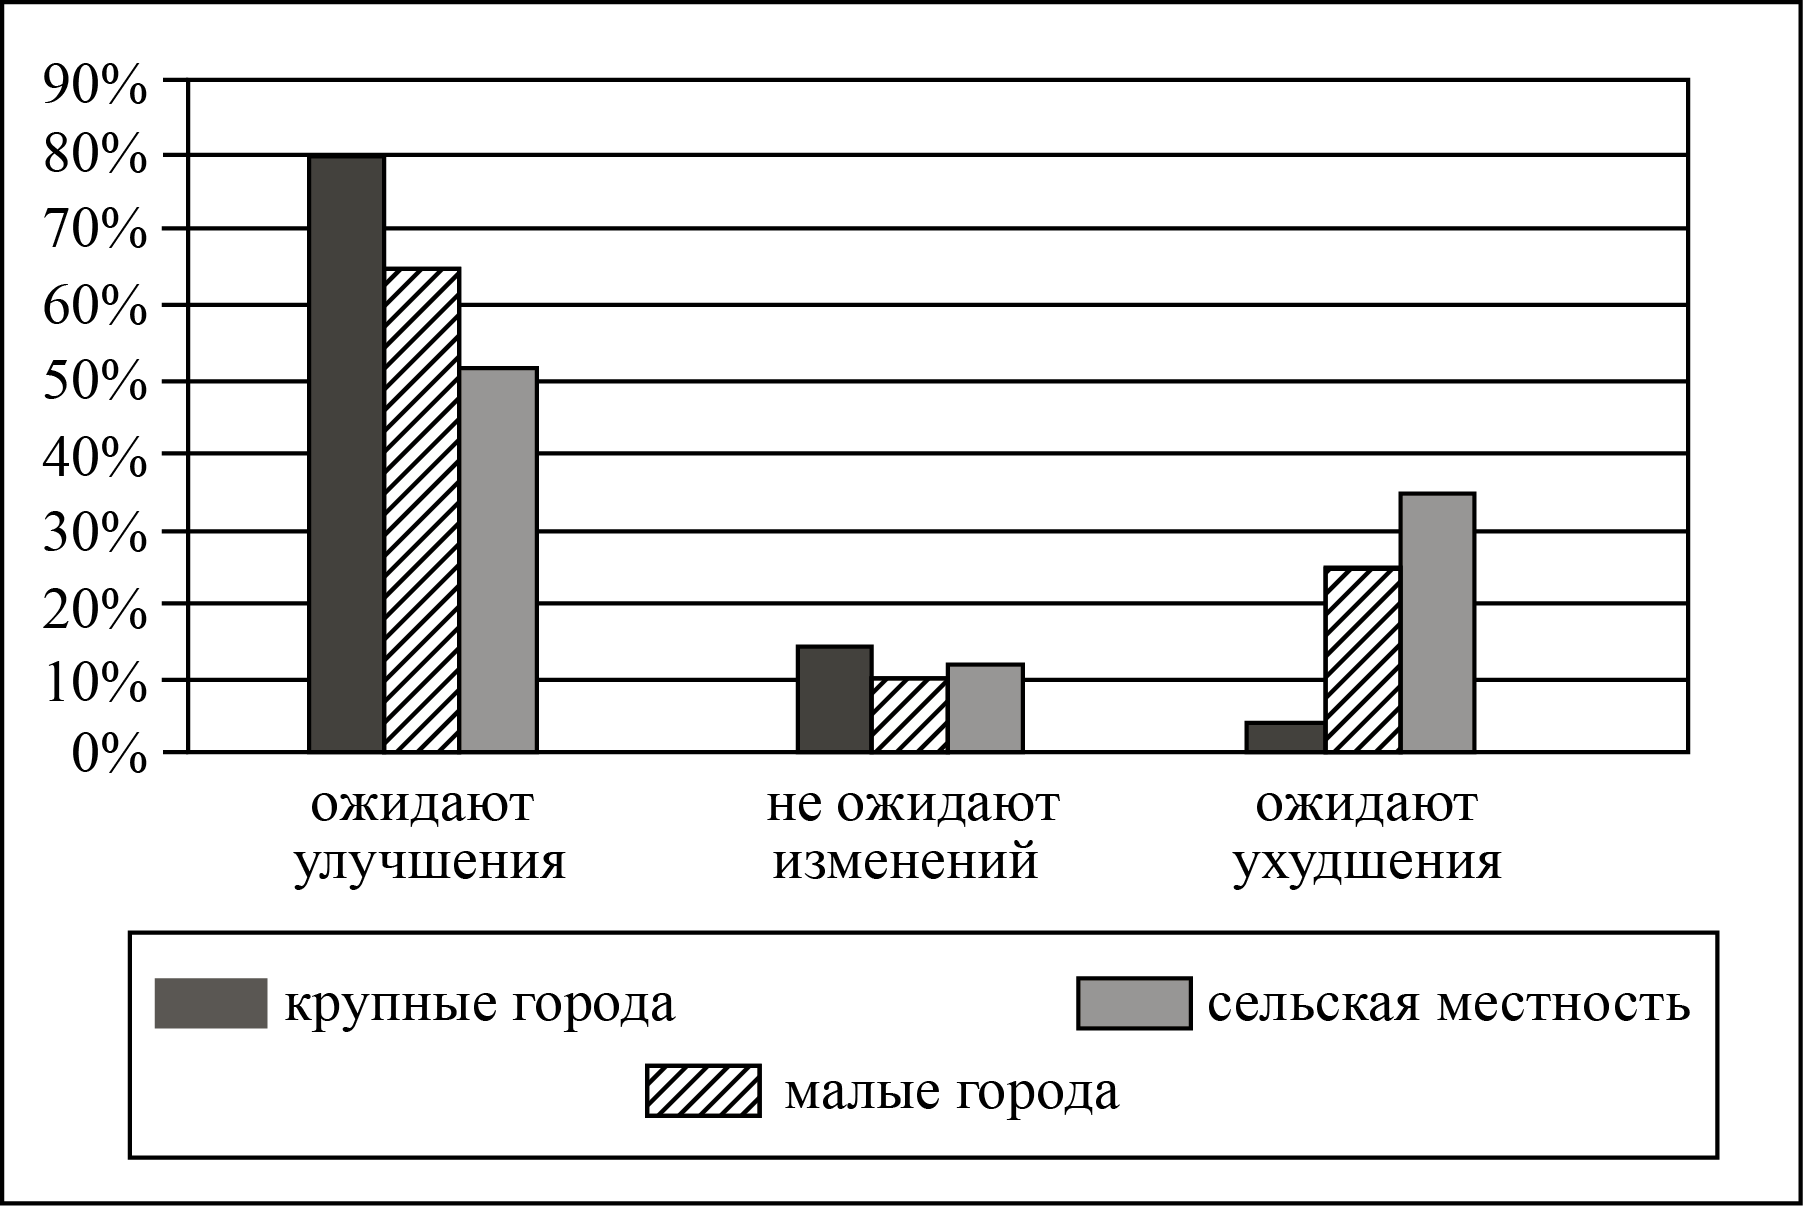 90%
80%
70%
60%
50%
40%
30%
20%
10%
0%
ожидают
улучшения
не ожидают
изменений
ожидают
ухудшения
крупные города
сельская местность
малые города